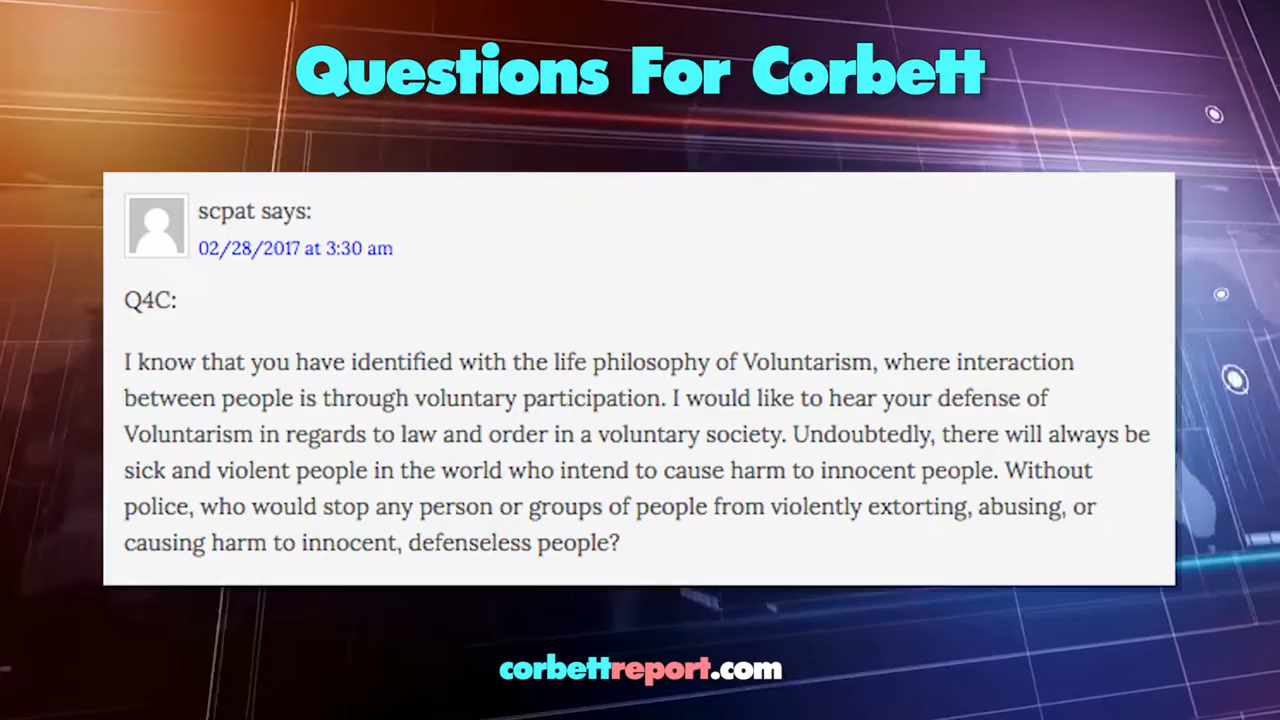 Questions For Corbett
scpat says:
02/28/2017 at 3:30 am
Q4C:
I know that you have identified with the life philosophy of Voluntarism, where interaction
between people is through voluntary participation. I would like to hear your defense of
Voluntarism in regards to law and order in a voluntary society. Undoubtedly, there will always be
sick and violent people in the world who intend to cause harm to innocent people. Without
police, who would stop any person or groups of people from violently extorting, abusing, or
causing harm to innocent, defenseless people?
corbettreport.com